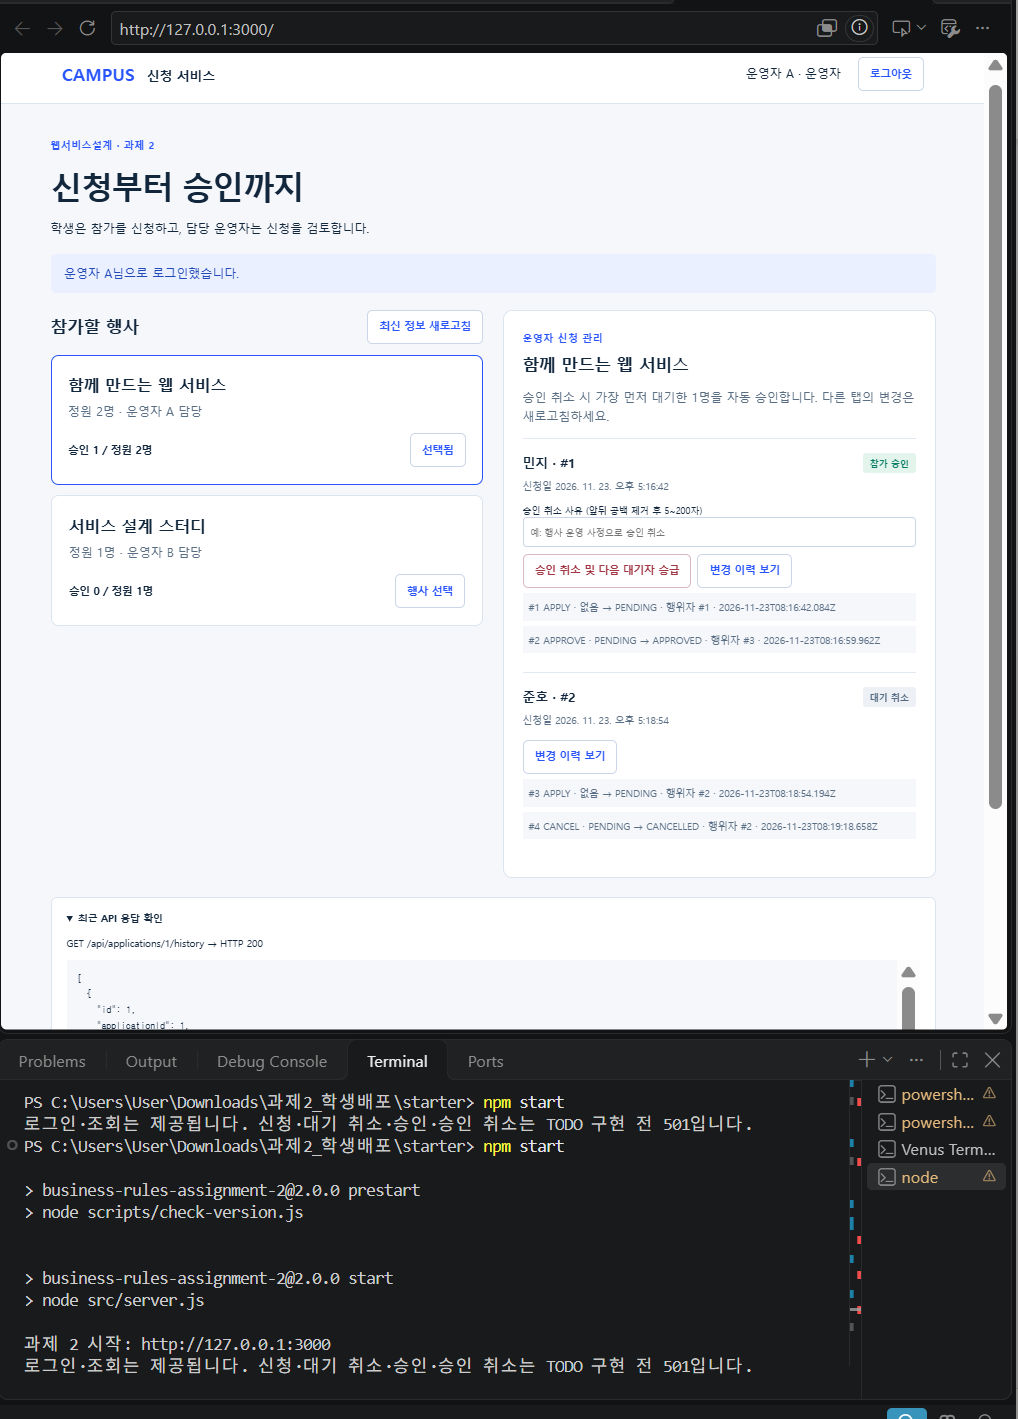 http://127.0.0.1:3000/
CAMPUS 신청 서비스
운영자 A · 운영자
로그아웃
웹서비스설계 · 과제 2
신청부터 승인까지
학생은 참가를 신청하고, 담당 운영자는 신청을 검토합니다.
운영자 A님으로 로그인했습니다.
참가할 행사
최신 정보 새로고침
함께 만드는 웹 서비스
정원 2명 · 운영자 A 담당
승인 1 / 정원 2명
선택됨
서비스 설계 스터디
정원 1명 · 운영자 B 담당
승인 0 / 정원 1명
행사 선택
운영자 신청 관리
함께 만드는 웹 서비스
승인 취소 시 가장 먼저 대기한 1명을 자동 승인합니다. 다른 탭의 변경은
새로고침하세요.
민지 · #1
참가 승인
신청일 2026. 11. 23. 오후 5:16:42
승인 취소 사유 (앞뒤 공백 제거 후 5~200자)
예: 행사 운영 사정으로 승인 취소
승인 취소 및 다음 대기자 승급
변경 이력 보기
#1 APPLY · 없음 → PENDING · 행위자 #1 · 2026-11-23T08:16:42.084Z
#2 APPROVE · PENDING → APPROVED · 행위자 #3 · 2026-11-23T08:16:59.962Z
준호 · #2
대기 취소
신청일 2026. 11. 23. 오후 5:18:54
변경 이력 보기
#3 APPLY · 없음 → PENDING · 행위자 #2 · 2026-11-23T08:18:54.194Z
#4 CANCEL · PENDING → CANCELLED · 행위자 #2 · 2026-11-23T08:19:18.658Z
▼ 최근 API 응답 확인
GET /api/applications/1/history → HTTP 200
[
{
"id": 1,
"applicationId": 1,
Problems Output Debug Console Terminal Ports
PS C:\Users\User\Downloads\과제2_학생배포\starter> npm start
로그인·조회는 제공됩니다. 신청·대기 취소·승인·승인 취소는 TODO 구현 전 501입니다.
PS C:\Users\User\Downloads\과제2_학생배포\starter> npm start
> business-rules-assignment-2@2.0.0 prestart
> node scripts/check-version.js
> business-rules-assignment-2@2.0.0 start
> node src/server.js
과제 2 시작: http://127.0.0.1:3000
로그인·조회는 제공됩니다. 신청·대기 취소·승인·승인 취소는 TODO 구현 전 501입니다.
powersh...
powersh...
Venus Term...
node